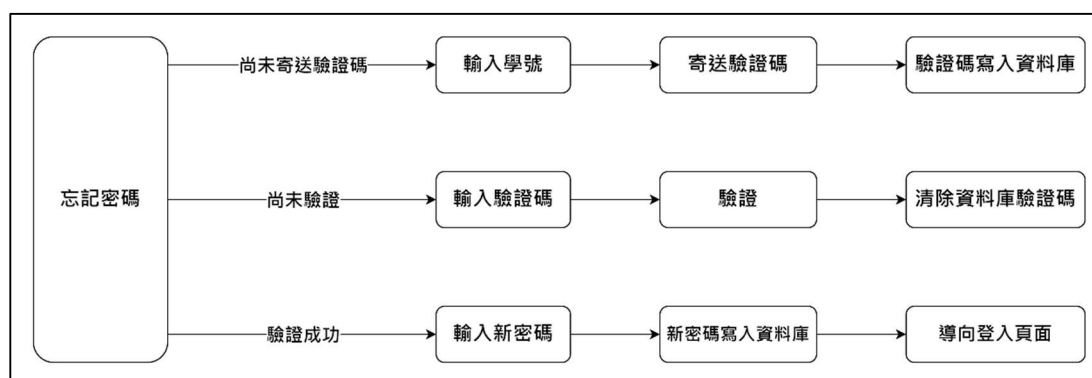 尚未寄送驗證碼
輸入學號
寄送驗證碼
驗證碼寫入資料庫
忘記密碼
尚未驗證
輸入驗證碼
驗證
清除資料庫驗證碼
驗證成功
輸入新密碼
新密碼寫入資料庫
導向登入頁面